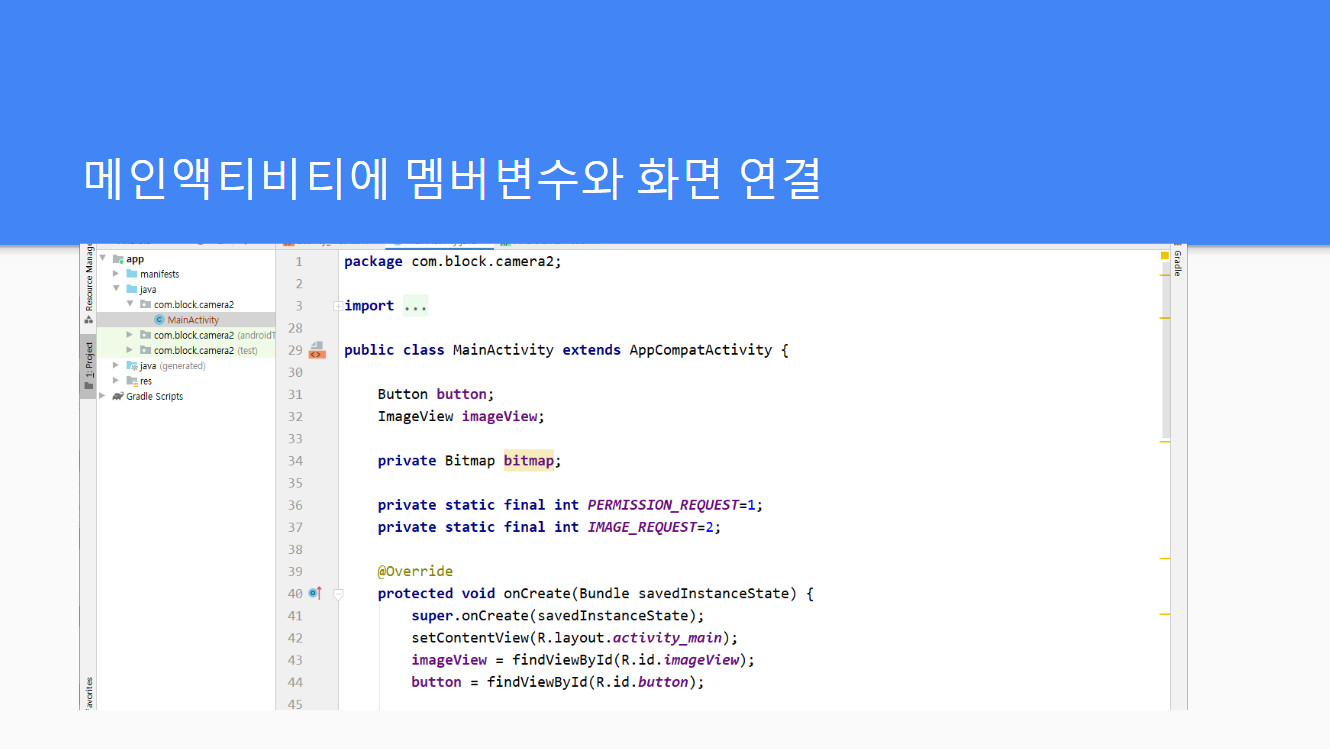 메인액티비티에 멤버변수와 화면 연결
Resource Manage
1: Project
avorites
app
manifests
java
com.block.camera2
MainActivity
com.block.camera2 (androidT
com.block.camera2 (test)
java (generated)
res
Gradle Scripts
1 package com.block.camera2;
2
3 import ...
28
29 public class MainActivity extends AppCompatActivity {
30
31 Button button;
32 ImageView imageView;
33
34 private Bitmap bitmap;
35
36 private static final int PERMISSION_REQUEST=1;
37 private static final int IMAGE_REQUEST=2;
38
39 @Override
40 protected void onCreate(Bundle savedInstanceState) {
41 super.onCreate(savedInstanceState);
42 setContentView(R.layout.activity_main);
43 imageView = findViewById(R.id.imageView);
44 button = findViewById(R.id.button);
45
Gradle